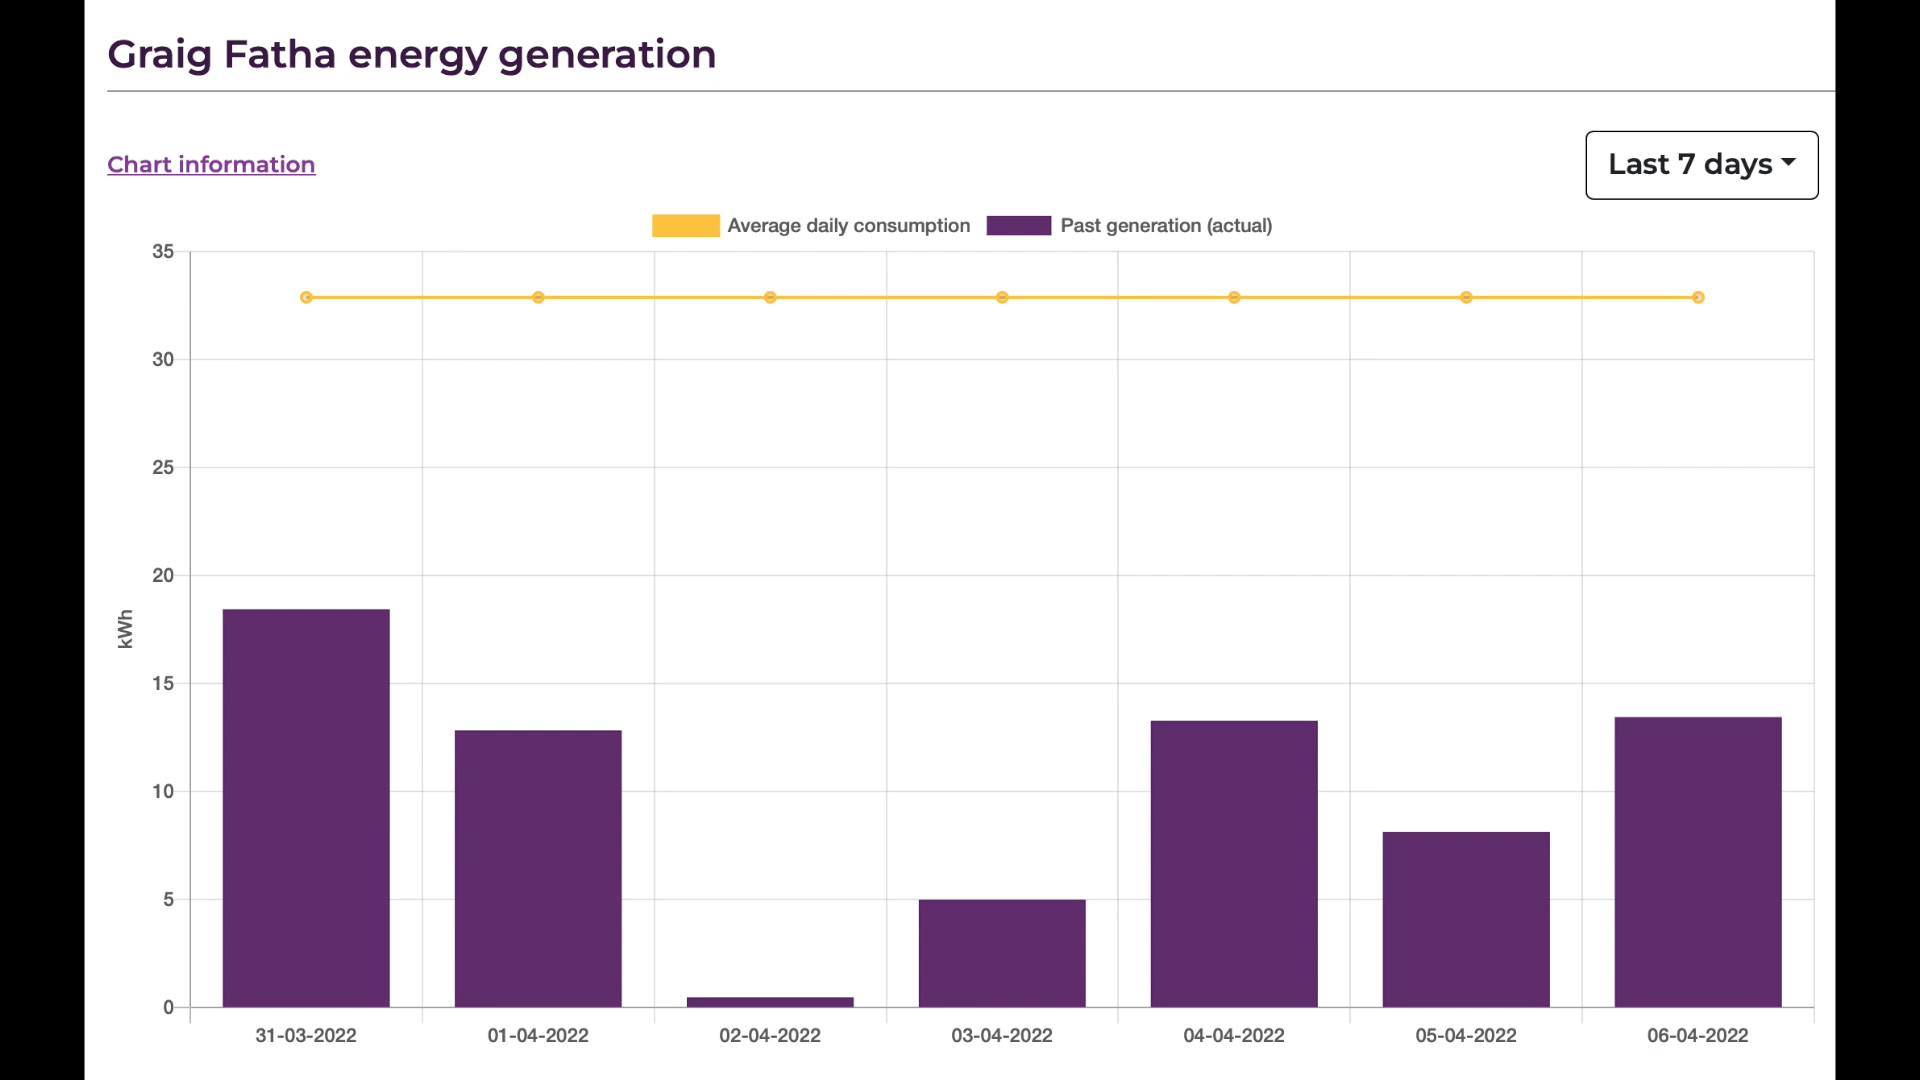 Graig Fatha energy generation
Chart information
Last 7 days
Average daily consumption Past generation (actual)
35
30
25
20
15
10
5
0
kWh
31-03-2022 01-04-2022 02-04-2022 03-04-2022 04-04-2022 05-04-2022 06-04-2022